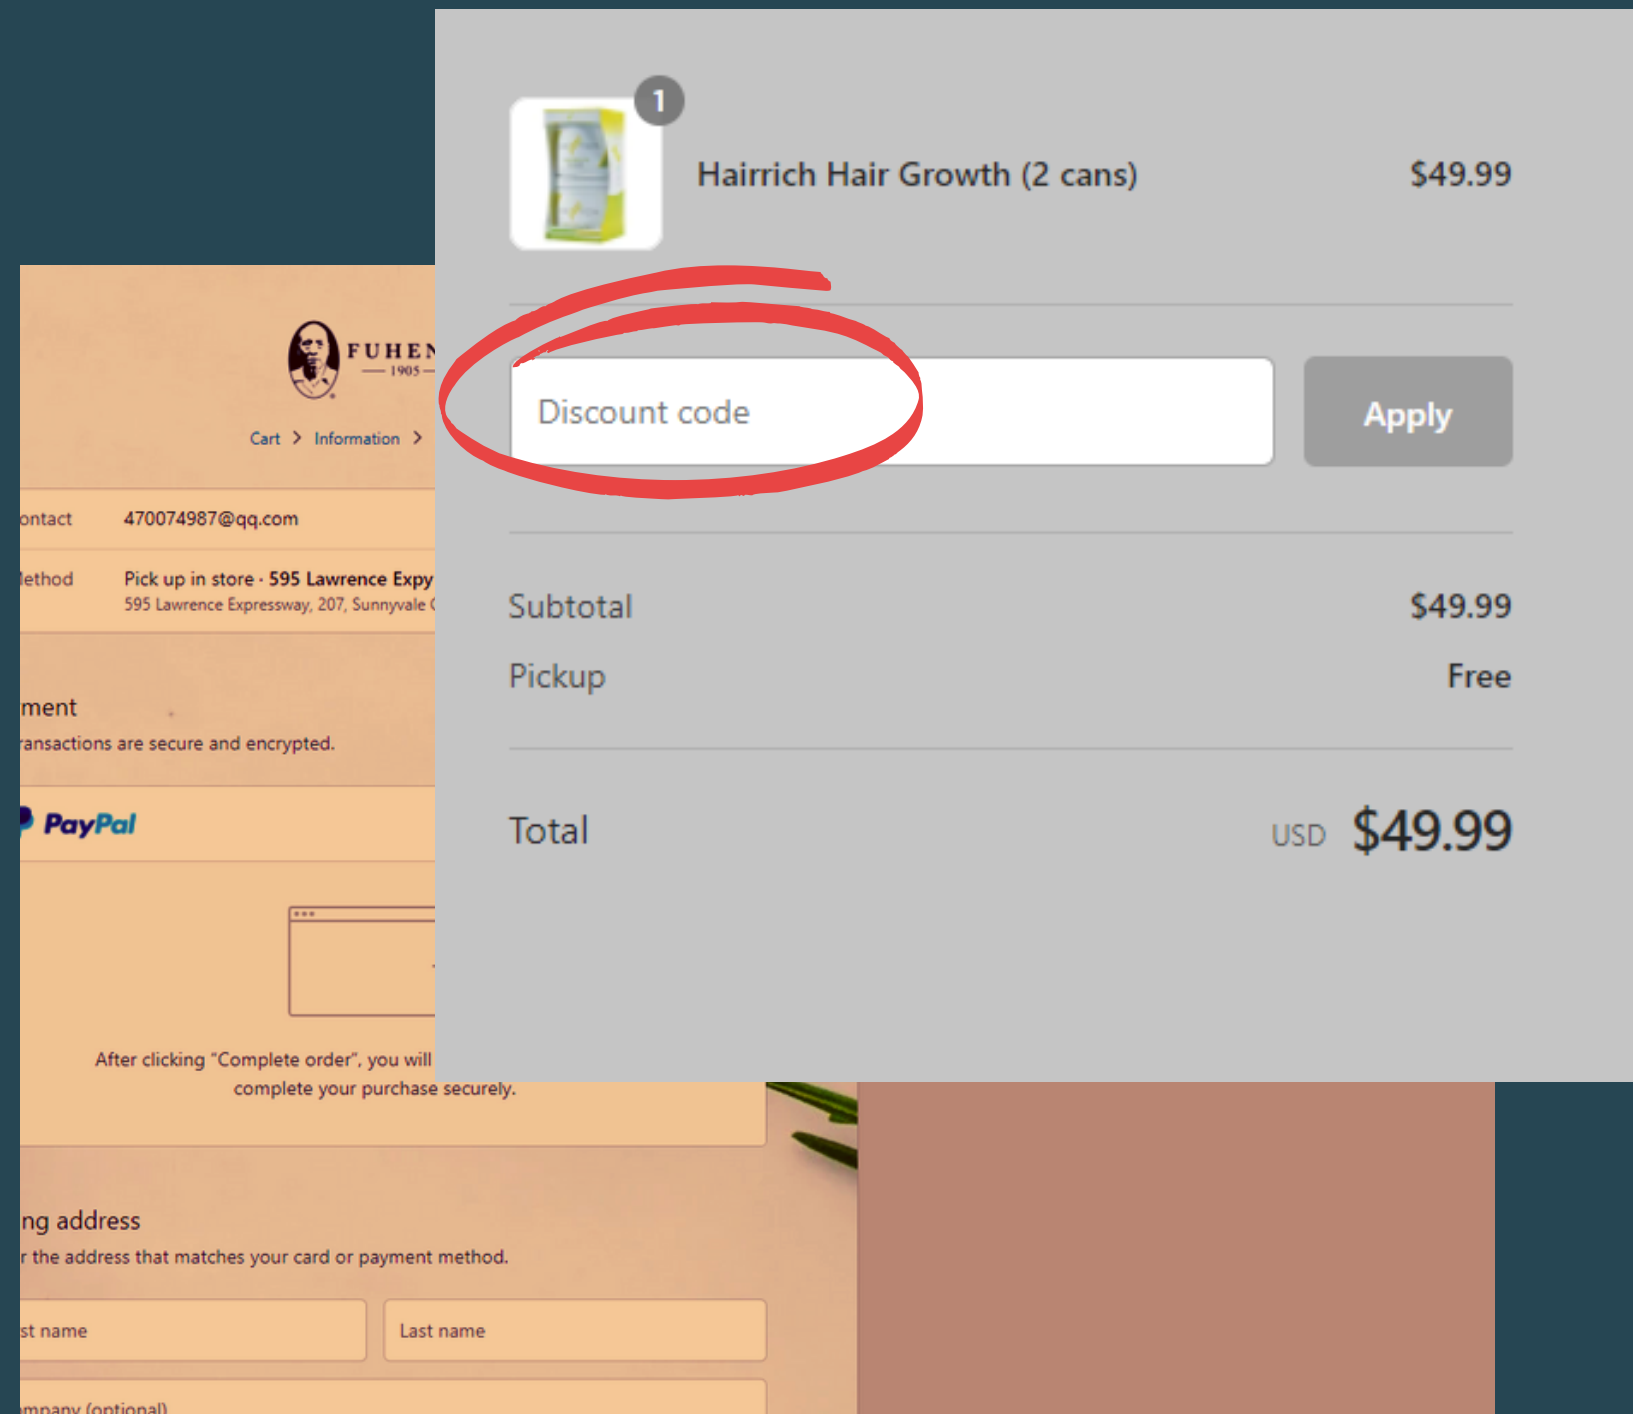 1
Hairrich Hair Growth (2 cans) $49.99
Discount code
Apply
Subtotal $49.99
Pickup Free
Total USD $49.99
FUHEN
1905
Cart > Information >
ontact 470074987@qq.com
ethod Pick up in store · 595 Lawrence Expy
595 Lawrence Expressway, 207, Sunnyvale
ment
ransactions are secure and encrypted.
PayPal
After clicking “Complete order”, you will
complete your purchase securely.
ng address
r the address that matches your card or payment method.
st name
Last name
mpany (optional)